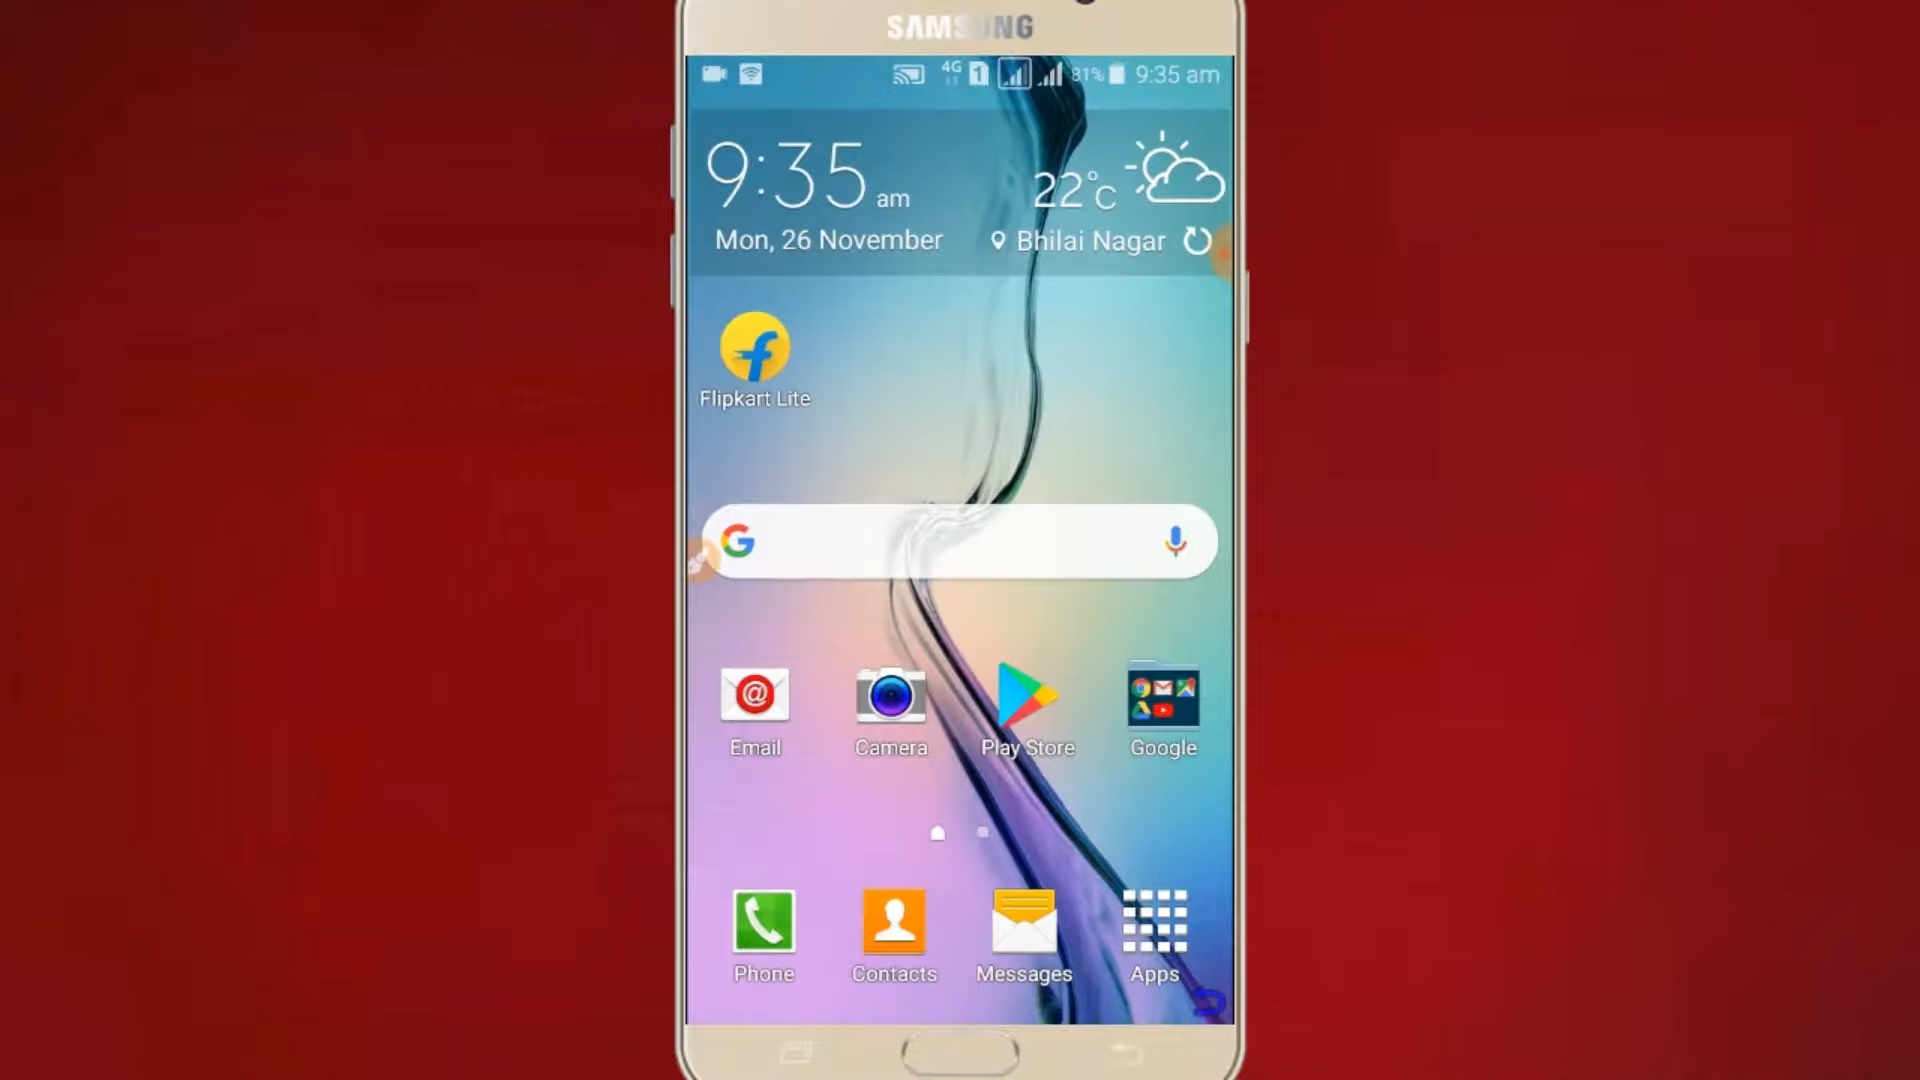 SAMSUNG
4G 1 81% 9:35 am
9:35 am
22°C
Mon, 26 November
Bhilai Nagar
Flipkart Lite
Email
Camera
Play Store
Google
Phone
Contacts
Messages
Apps